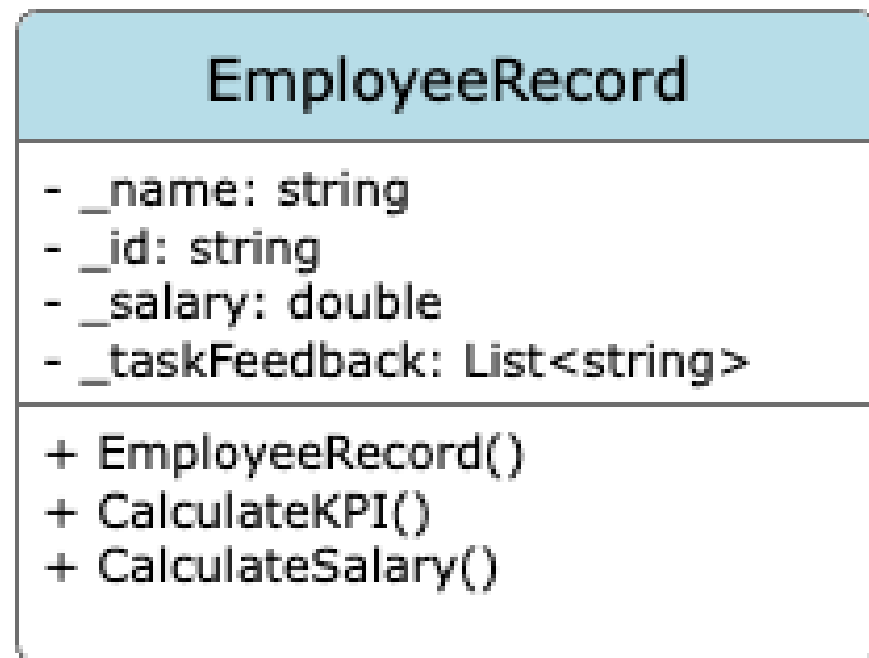 EmployeeRecord
- _name: string
- _id: string
- _salary: double
- _taskFeedback: List<string>
+ EmployeeRecord()
+ CalculateKPI()
+ CalculateSalary()